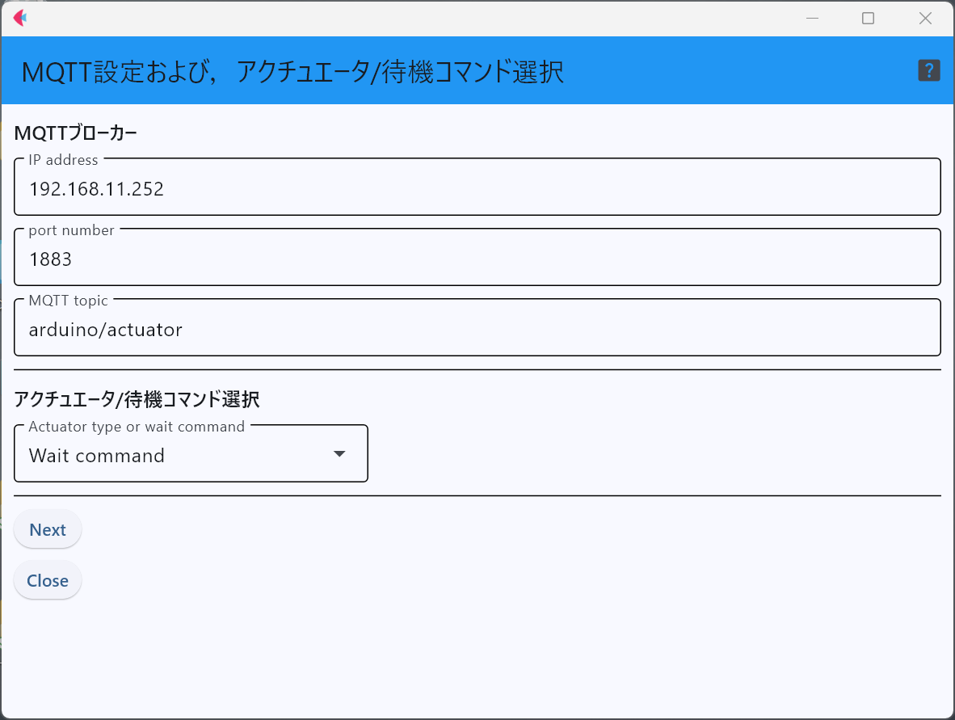 MQTT設定および，アクチュエータ/待機コマンド選択
?
MQTTブローカー
IP address
192.168.11.252
port number
1883
MQTT topic
arduino/actuator
アクチュエータ/待機コマンド選択
Actuator type or wait command
Wait command
Next
Close